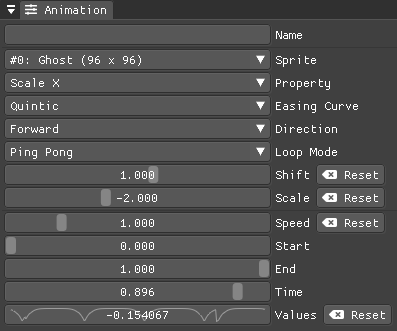 Animation
Name
#0: Ghost (96 x 96) Sprite
Scale X Property
Quintic Easing Curve
Forward Direction
Ping Pong Loop Mode
1.000 Shift Reset
-2.000 Scale Reset
1.000 Speed Reset
0.000 Start
1.000 End
0.896 Time
-0.154067 Values Reset